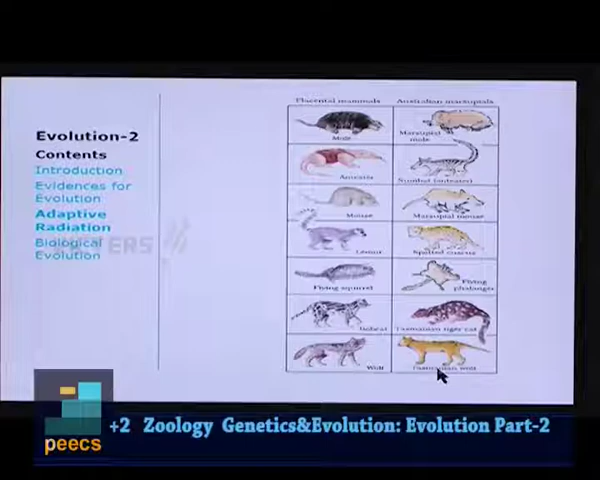 Evolution-2
Contents
Introduction
Evidences for
Evolution
Adaptive
Radiation
Biological
Evolution
Placental mammals
Australian marsupials
Mole
Marsupial
mole
Anteater
Numbat (anteater)
Mouse
Marsupial mouse
Lemur
Spotted cuscus
Flying squirrel
Flying
phalanger
Bobcat
Tasmanian tiger cat
Wolf
Tasmanian wolf
peecs
+2 Zoology Genetics&Evolution: Evolution Part-2